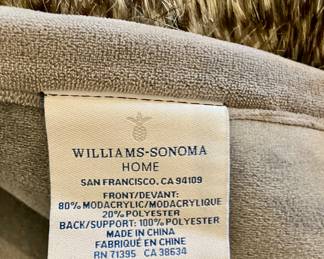 WILLIAMS-SONOMA
HOME
SAN FRANCISCO, CA 94109
FRONT/DEVANT:
80% MODACRYLIC/MODACRYLIQUE
20% POLYESTER
BACK/SUPPORT: 100% POLYESTER
MADE IN CHINA
FABRIQUÉ EN CHINE
RN 71395 CA 38634